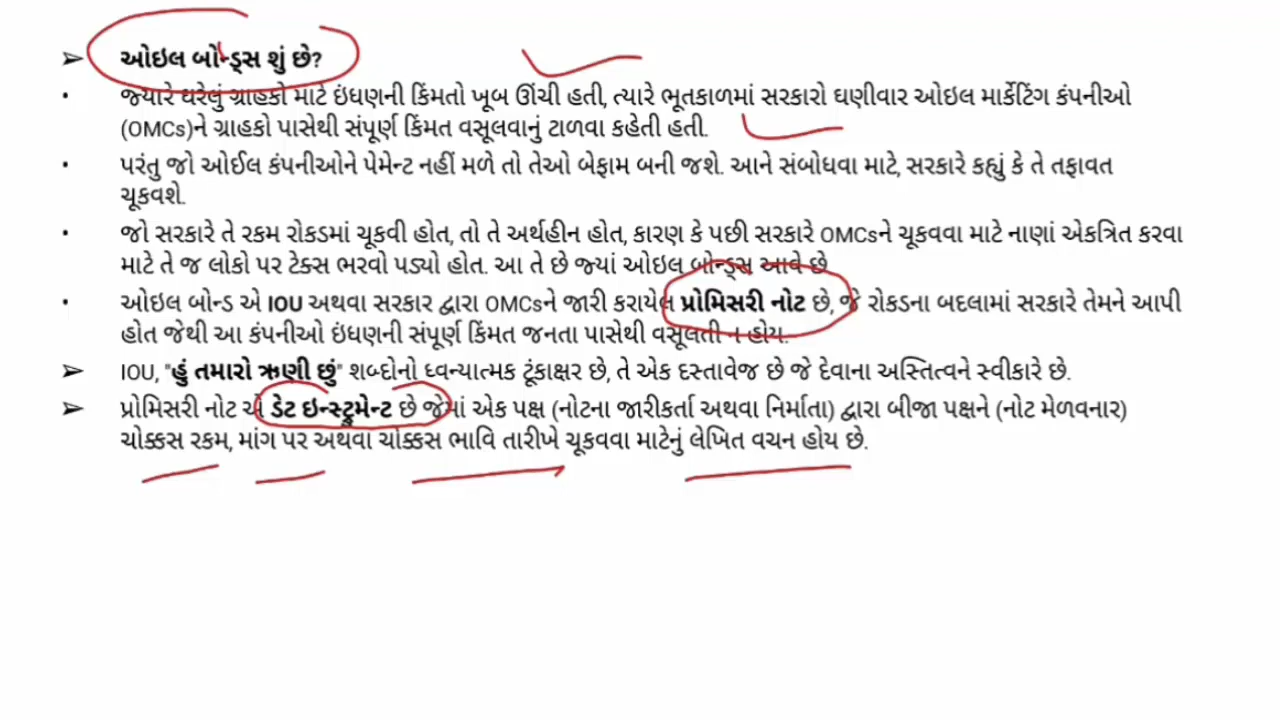 ➢ ઓઇલ બોન્ડ્સ શું છે?
• જ્યારે ઘરેલું ગ્રાહકો માટે ઇંધણની કિંમતો ખૂબ ઊંચી હતી, ત્યારે ભૂતકાળમાં સરકારો ઘણીવાર ઓઇલ માર્કેટિંગ કંપનીઓ
(OMCs)ને ગ્રાહકો પાસેથી સંપૂર્ણ કિંમત વસૂલવાનું ટાળવા કહેતી હતી.
• પરંતુ જો ઓઈલ કંપનીઓને પેમેન્ટ નહીં મળે તો તેઓ બેફામ બની જશે. આને સંબોધવા માટે, સરકારે કહ્યું કે તે તફાવત
ચૂકવશે.
• જો સરકારે તે રકમ રોકડમાં ચૂકવી હોત, તો તે અર્થહીન હોત, કારણ કે પછી સરકારે OMCsને ચૂકવવા માટે નાણાં એકત્રિત કરવા
માટે તે જ લોકો પર ટેક્સ ભરવો પડ્યો હોત. આ તે છે જ્યાં ઓઇલ બોન્ડ્સ આવે છે
• ઓઇલ બોન્ડ એ IOU અથવા સરકાર દ્વારા OMCsને જારી કરાયેલ પ્રોમિસરી નોટ છે, જે રોકડના બદલામાં સરકારે તેમને આપી
હોત જેથી આ કંપનીઓ ઇંધણની સંપૂર્ણ કિંમત જનતા પાસેથી વસૂલતી ન હોય.
➢ IOU, "હું તમારો ઋણી છું" શબ્દોનો ધ્વન્યાત્મક ટૂંકાક્ષર છે, તે એક દસ્તાવેજ છે જે દેવાના અસ્તિત્વને સ્વીકારે છે.
➢ પ્રોમિસરી નોટ એ ડેટ ઇન્સ્ટ્રુમેન્ટ છે જેમાં એક પક્ષ (નોટના જારીકર્તા અથવા નિર્માતા) દ્વારા બીજા પક્ષને (નોટ મેળવનાર)
ચોક્કસ રકમ, માંગ પર અથવા ચોક્કસ ભાવિ તારીખે ચૂકવવા માટેનું લેખિત વચન હોય છે.